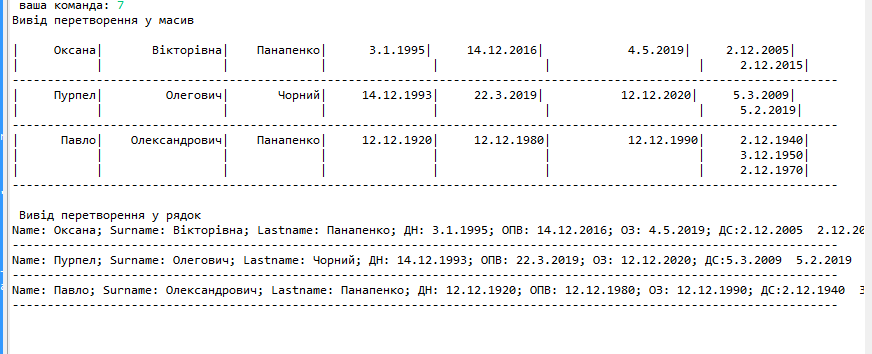 ваша команда: 7
Вивід перетворення у масив
| Оксана| Вікторівна| Панапенко| 3.1.1995| 14.12.2016| 4.5.2019| 2.12.2005|
| | | | | | | 2.12.2015|
----------------------------------------------------------------------------------------------------------------------
| Пурпел| Олегович| Чорний| 14.12.1993| 22.3.2019| 12.12.2020| 5.3.2009|
| | | | | | | 5.2.2019|
----------------------------------------------------------------------------------------------------------------------
| Павло| Олександрович| Панапенко| 12.12.1920| 12.12.1980| 12.12.1990| 2.12.1940|
| | | | | | | 3.12.1950|
| | | | | | | 2.12.1970|
----------------------------------------------------------------------------------------------------------------------
Вивід перетворення у рядок
Name: Оксана; Surname: Вікторівна; Lastname: Панапенко; ДН: 3.1.1995; ОПВ: 14.12.2016; ОЗ: 4.5.2019; ДС:2.12.2005 2.12.20
----------------------------------------------------------------------------------------------------------------------
Name: Пурпел; Surname: Олегович; Lastname: Чорний; ДН: 14.12.1993; ОПВ: 22.3.2019; ОЗ: 12.12.2020; ДС:5.3.2009 5.2.2019
----------------------------------------------------------------------------------------------------------------------
Name: Павло; Surname: Олександрович; Lastname: Панапенко; ДН: 12.12.1920; ОПВ: 12.12.1980; ОЗ: 12.12.1990; ДС:2.12.1940 3
----------------------------------------------------------------------------------------------------------------------